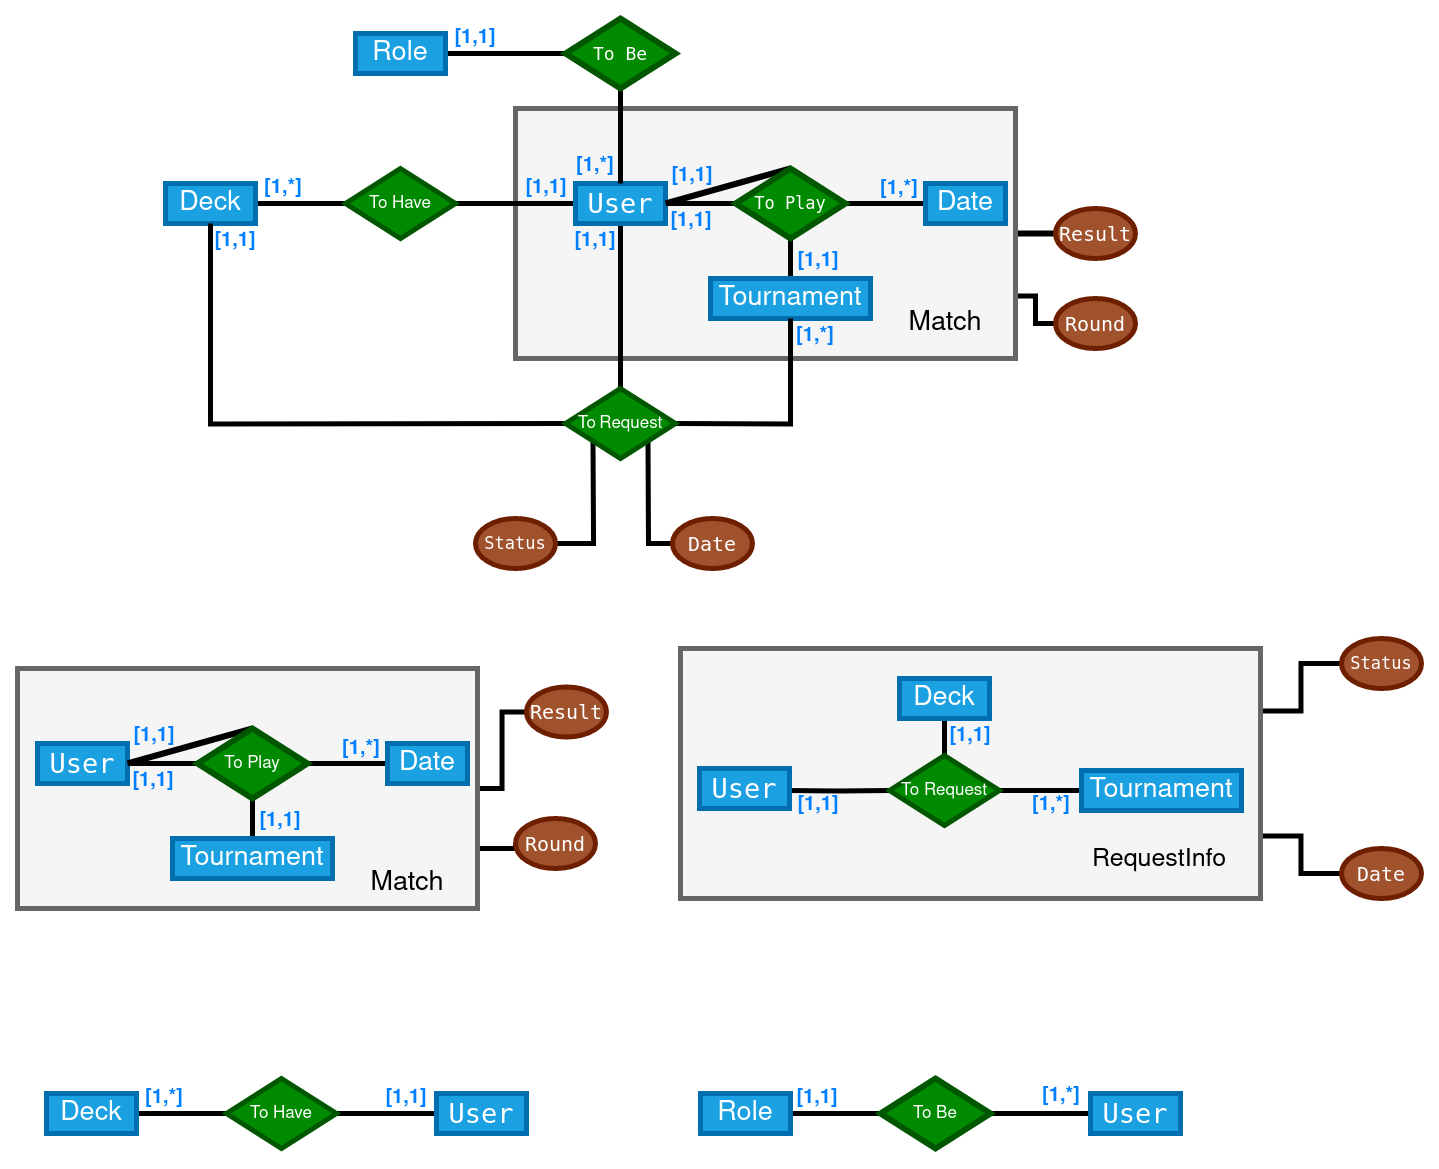 Role
[1,1]
To Be
[1,*]
Deck
[1,*]
To Have
[1,1]
User
[1,1]
[1,1]
To Play
[1,*]
Date
[1,1]
[1,1]
[1,1]
Tournament
Match
[1,*]
Result
Round
To Request
Status
Date
User
[1,1]
[1,1]
To Play
[1,*]
Date
[1,1]
Tournament
Match
Result
Round
Deck
[1,1]
User
[1,1]
To Request
[1,*]
Tournament
RequestInfo
Status
Date
Deck
[1,*]
To Have
[1,1]
User
Role
[1,1]
To Be
[1,*]
User